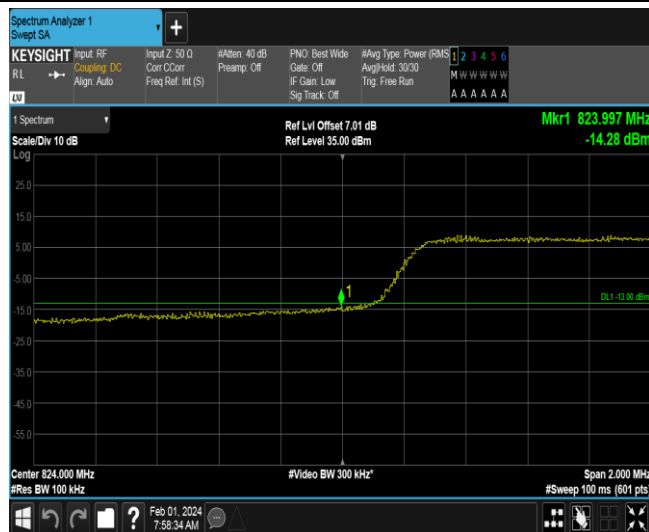 Spectrum Analyzer 1
Swept SA
+
KEYSIGHT
RL
LXI
Input: RF
Coupling: DC
Align: Auto
Input Z: 50 Ω
Corr CCorr
Freq Ref: Int (S)
#Atten: 40 dB
Preamp: Off
PNO: Best Wide
Gate: Off
IF Gain: Low
Sig Track: Off
#Avg Type: Power (RMS
Avg|Hold: 30/30
Trig: Free Run
1 2 3 4 5 6
M W W W W W
A A A A A A
1 Spectrum
Scale/Div 10 dB
Log
Ref Lvl Offset 7.01 dB
Ref Level 35.00 dBm
Mkr1 823.997 MHz
-14.28 dBm
25.0
15.0
5.00
-5.00
-15.0
-25.0
-35.0
-45.0
-55.0
1
DL1 -13.00 dBm
Center 824.000 MHz
#Res BW 100 kHz
#Video BW 300 kHz*
Span 2.000 MHz
#Sweep 100 ms (601 pts)
?
Feb 01, 2024
7:58:34 AM